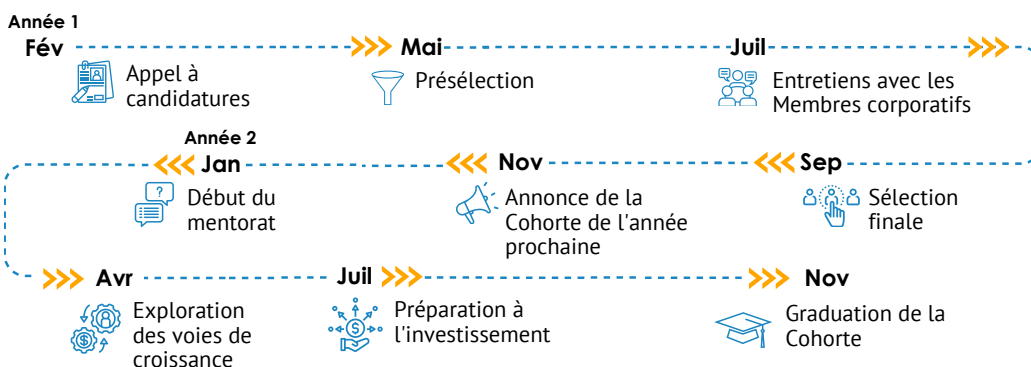 Année 1
Fév
Mai
Juil
Appel à
candidatures
Présélection
Entretiens avec les
Membres corporatifs
Sep
Nov
Année 2
Jan
Sélection
finale
Annonce de la
Cohorte de l'année
prochaine
Début du
mentorat
?
Avr
Juil
Nov
Exploration
des voies de
croissance
$
Préparation à
l'investissement
$
Graduation de la
Cohorte